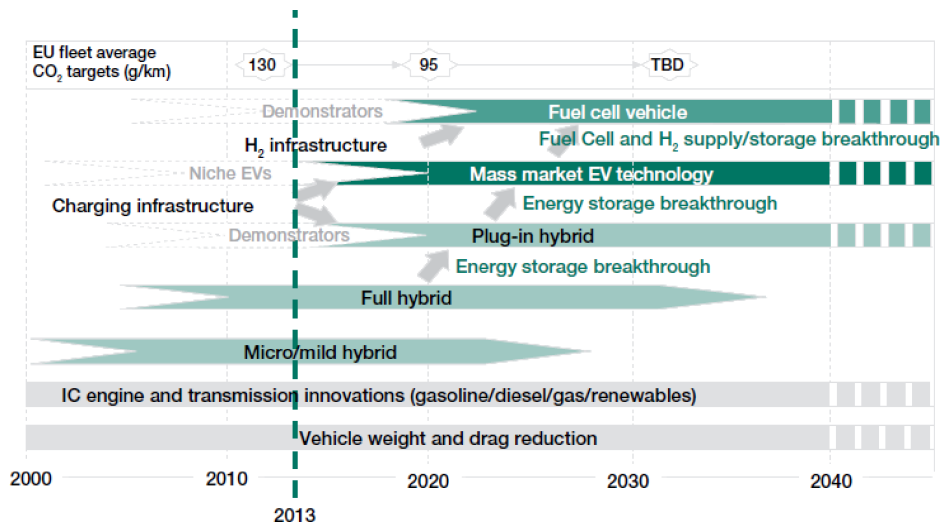 EU fleet average
CO₂ targets (g/km)
130
95
TBD
Demonstrators
Fuel cell vehicle
H₂ infrastructure
Fuel Cell and H₂ supply/storage breakthrough
Niche EVs
Mass market EV technology
Charging infrastructure
Energy storage breakthrough
Demonstrators
Plug-in hybrid
Energy storage breakthrough
Full hybrid
Micro/mild hybrid
IC engine and transmission innovations (gasoline/diesel/gas/renewables)
Vehicle weight and drag reduction
2000
2010
2020
2030
2040
2013